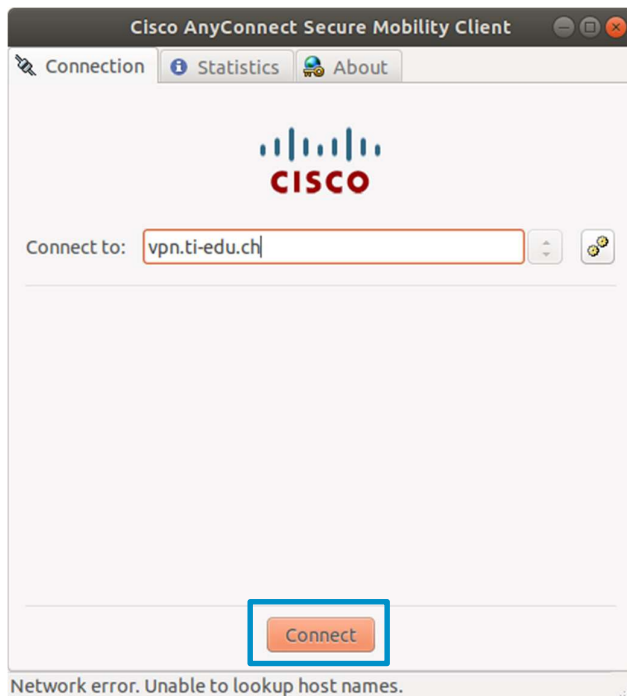 Cisco AnyConnect Secure Mobility Client
Connection Statistics About
CISCO
Connect to: vpn.ti-edu.ch
Connect
Network error. Unable to lookup host names.